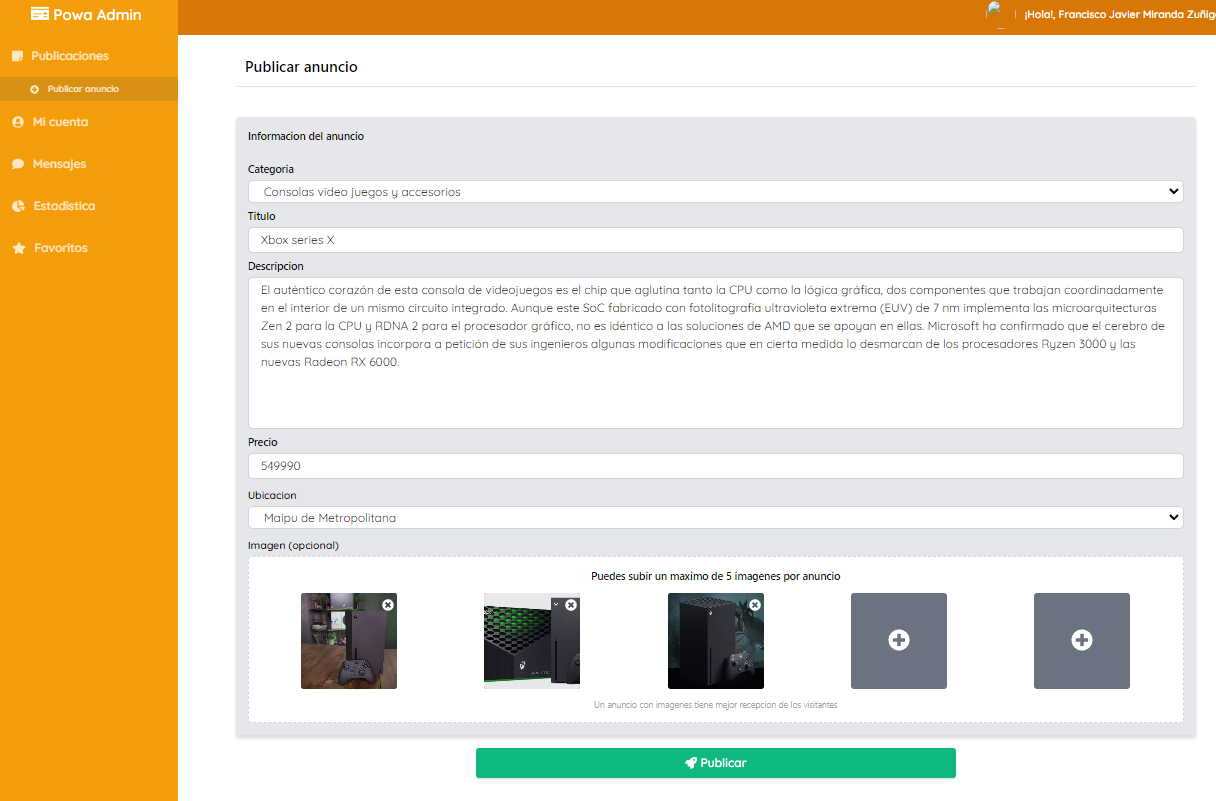 Powa Admin
¡Hola!, Francisco Javier Miranda Zuñig
Publicaciones
Publicar anuncio
Mi cuenta
Mensajes
Estadistica
Favoritos
Publicar anuncio
Informacion del anuncio
Categoria
Consolas video juegos y accesorios
Titulo
Xbox series X
Descripcion
El auténtico corazón de esta consola de videojuegos es el chip que aglutina tanto la CPU como la lógica gráfica, dos componentes que trabajan coordinadamente
en el interior de un mismo circuito integrado. Aunque este SoC fabricado con fotolitografía ultravioleta extrema (EUV) de 7 nm implementa las microarquitecturas
Zen 2 para la CPU y RDNA 2 para el procesador gráfico, no es idéntico a las soluciones de AMD que se apoyan en ellas. Microsoft ha confirmado que el cerebro de
sus nuevas consolas incorpora a petición de sus ingenieros algunas modificaciones que en cierta medida lo desmarcan de los procesadores Ryzen 3000 y las
nuevas Radeon RX 6000.
Precio
549990
Ubicacion
Maipu de Metropolitana
Imagen (opcional)
Puedes subir un maximo de 5 imagenes por anuncio
Un anuncio con imagenes tiene mejor recepcion de los visitantes
Publicar